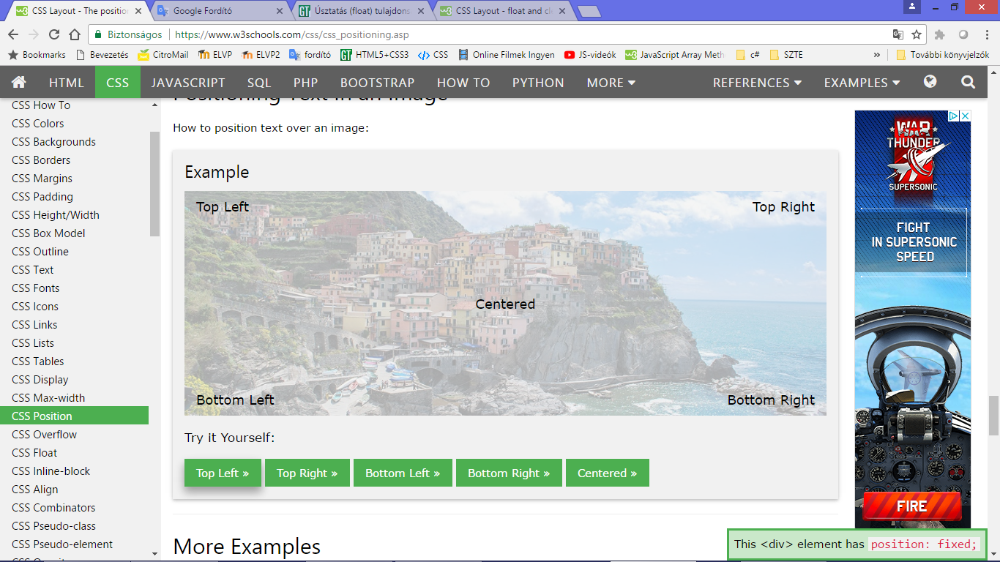 CSS Layout - The position
Google Fordító
Úsztatás (float) tulajdons
CSS Layout - float and cl
Biztonságos https://www.w3schools.com/css/css_positioning.asp
Bookmarks Bevezetés CitroMail ELVP ELVP2 fordító HTML5+CSS3 CSS Online Filmek Ingyen JS-videók JavaScript Array Meth c# SZTE » További könyvjelzők
HTML CSS JAVASCRIPT SQL PHP BOOTSTRAP HOW TO PYTHON MORE REFERENCES EXAMPLES
CSS How To
CSS Colors
CSS Backgrounds
CSS Borders
CSS Margins
CSS Padding
CSS Height/Width
CSS Box Model
CSS Outline
CSS Text
CSS Fonts
CSS Icons
CSS Links
CSS Lists
CSS Tables
CSS Display
CSS Max-width
CSS Position
CSS Overflow
CSS Float
CSS Inline-block
CSS Align
CSS Combinators
CSS Pseudo-class
CSS Pseudo-element
Positioning Text In an Image
How to position text over an image:
Example
Top Left
Top Right
Centered
Bottom Left
Bottom Right
Try it Yourself:
Top Left »
Top Right »
Bottom Left »
Bottom Right »
Centered »
More Examples
WAR
THUNDER
SUPERSONIC
FIGHT
IN SUPERSONIC
SPEED
FIRE
This <div> element has position: fixed;